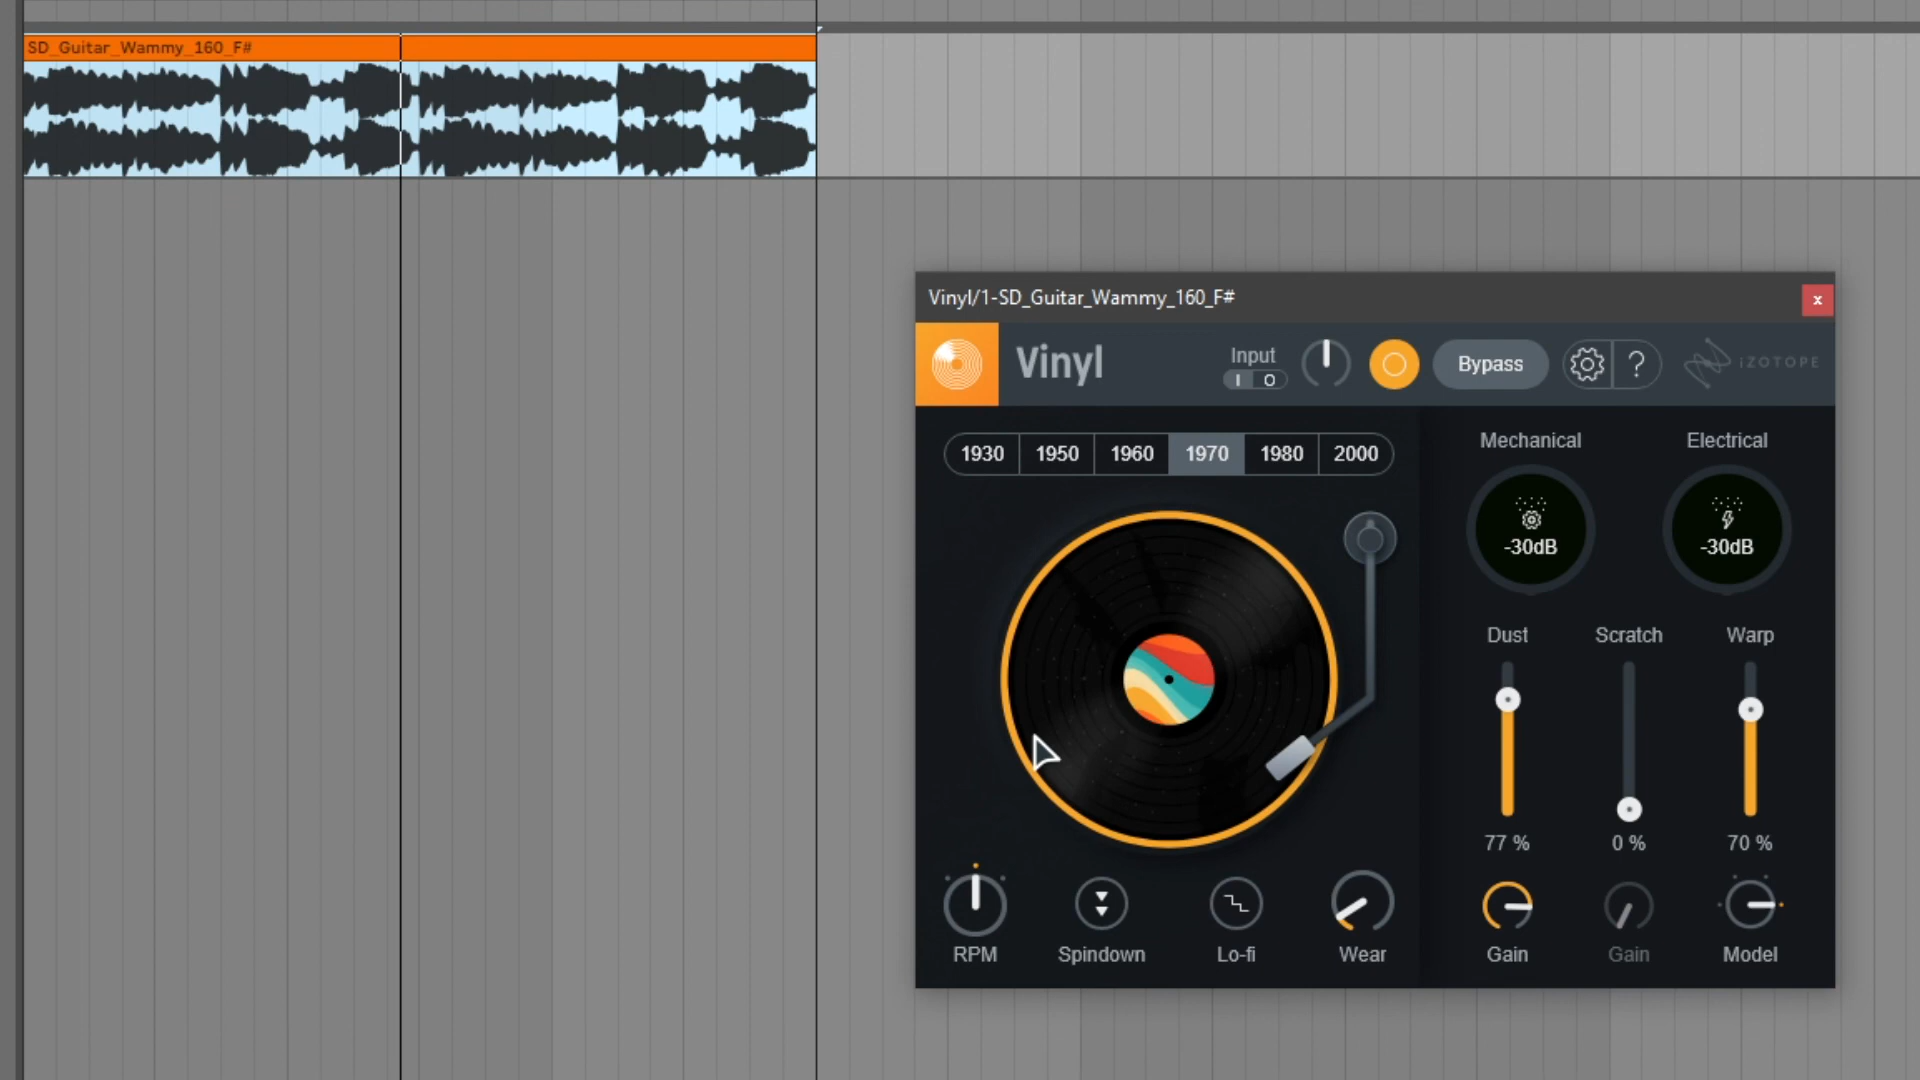 SD_Guitar_Wammy_160_F#
Vinyl/1-SD_Guitar_Wammy_160_F#
x
Vinyl
Input
I O
Bypass
?
iZOTOPE
1930 1950 1960 1970 1980 2000
Mechanical Electrical
-30dB -30dB
Dust Scratch Warp
77 % 0 % 70 %
RPM Spindown Lo-fi Wear Gain Gain Model